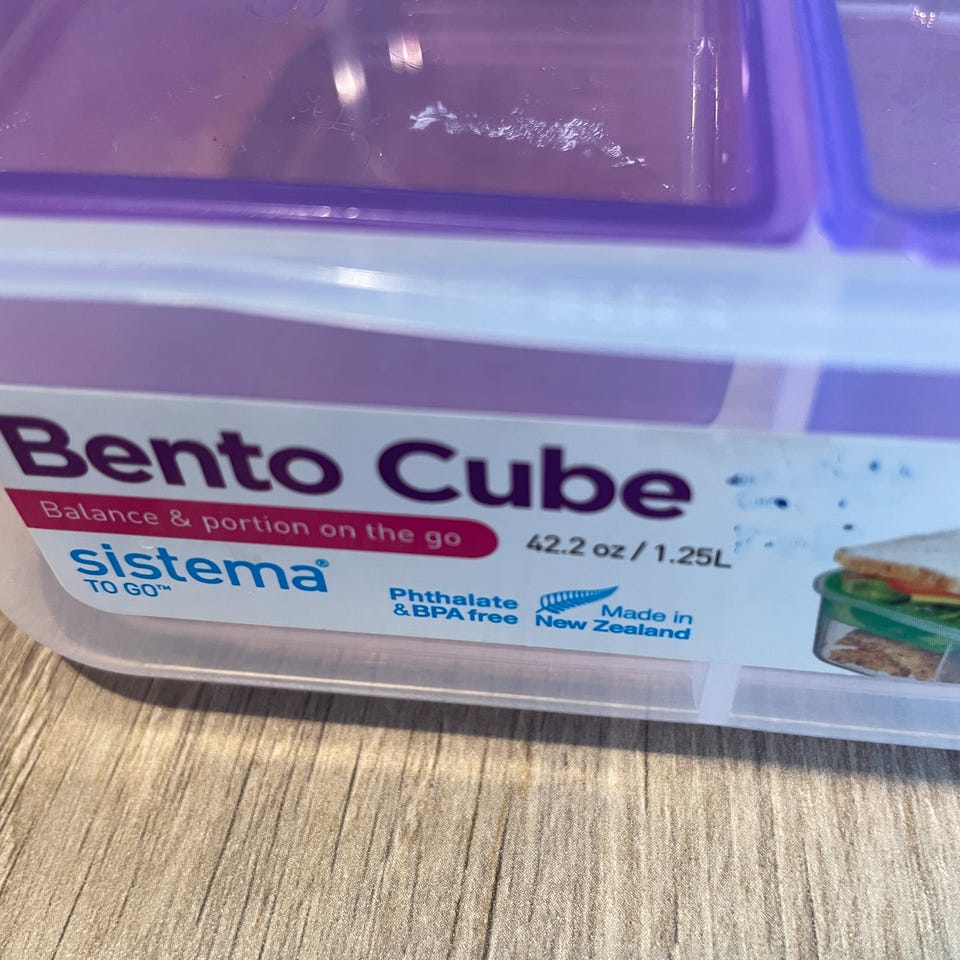 Bento Cube
Balance & portion on the go
42.2 oz / 1.25L
sistema®
TO GO™
Phthalate
& BPA free
Made in
New Zealand